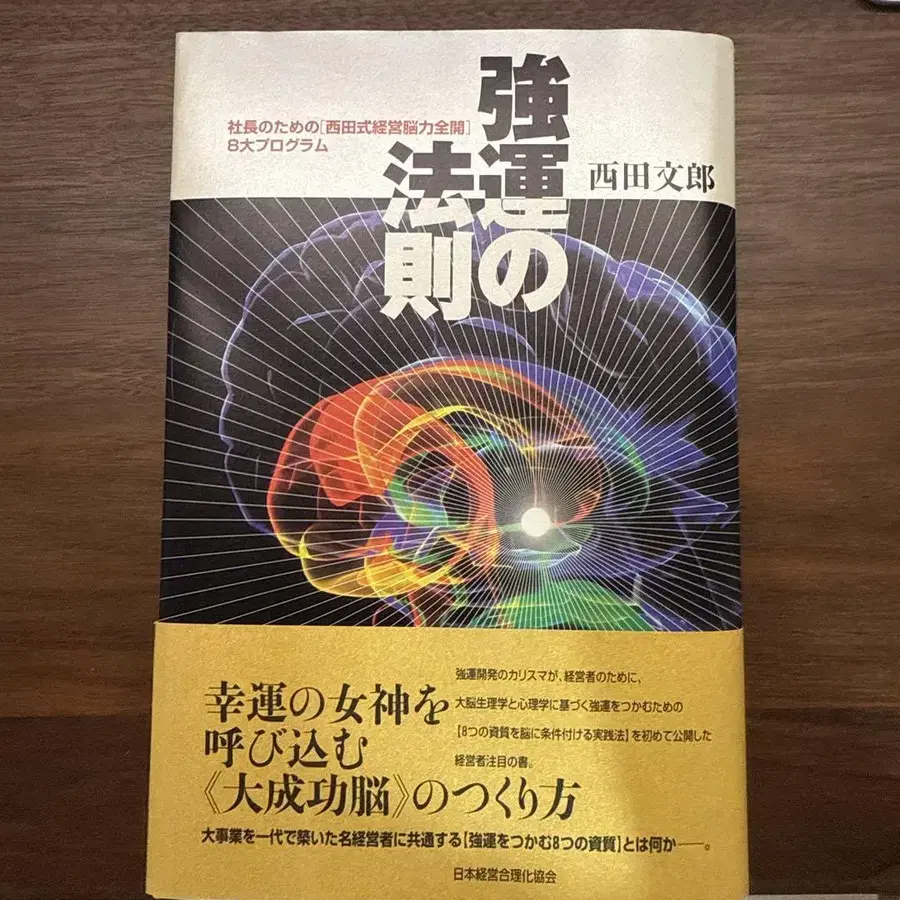 強運の
法則
社長のための[西田式経営脳力全開]
8大プログラム
西田文郎
幸運の女神を
呼び込む
《大成功脳》のつくり方
強運開発のカリスマが、経営者のために、
大脳生理学と心理学に基づく強運をつかむための
【8つの資質を脳に条件付ける実践法】を初めて公開した
経営者注目の書。
大事業を一代で築いた名経営者に共通する【強運をつかむ8つの資質】とは何か――。
日本経営合理化協会